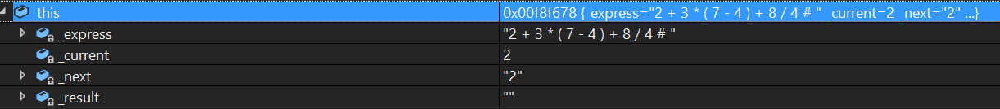 this 0x00f8f678 {_express="2 + 3 * ( 7 - 4 ) + 8 / 4 # " _current=2 _next="2" ...}
_express "2 + 3 * ( 7 - 4 ) + 8 / 4 # "
_current 2
_next "2"
_result ""